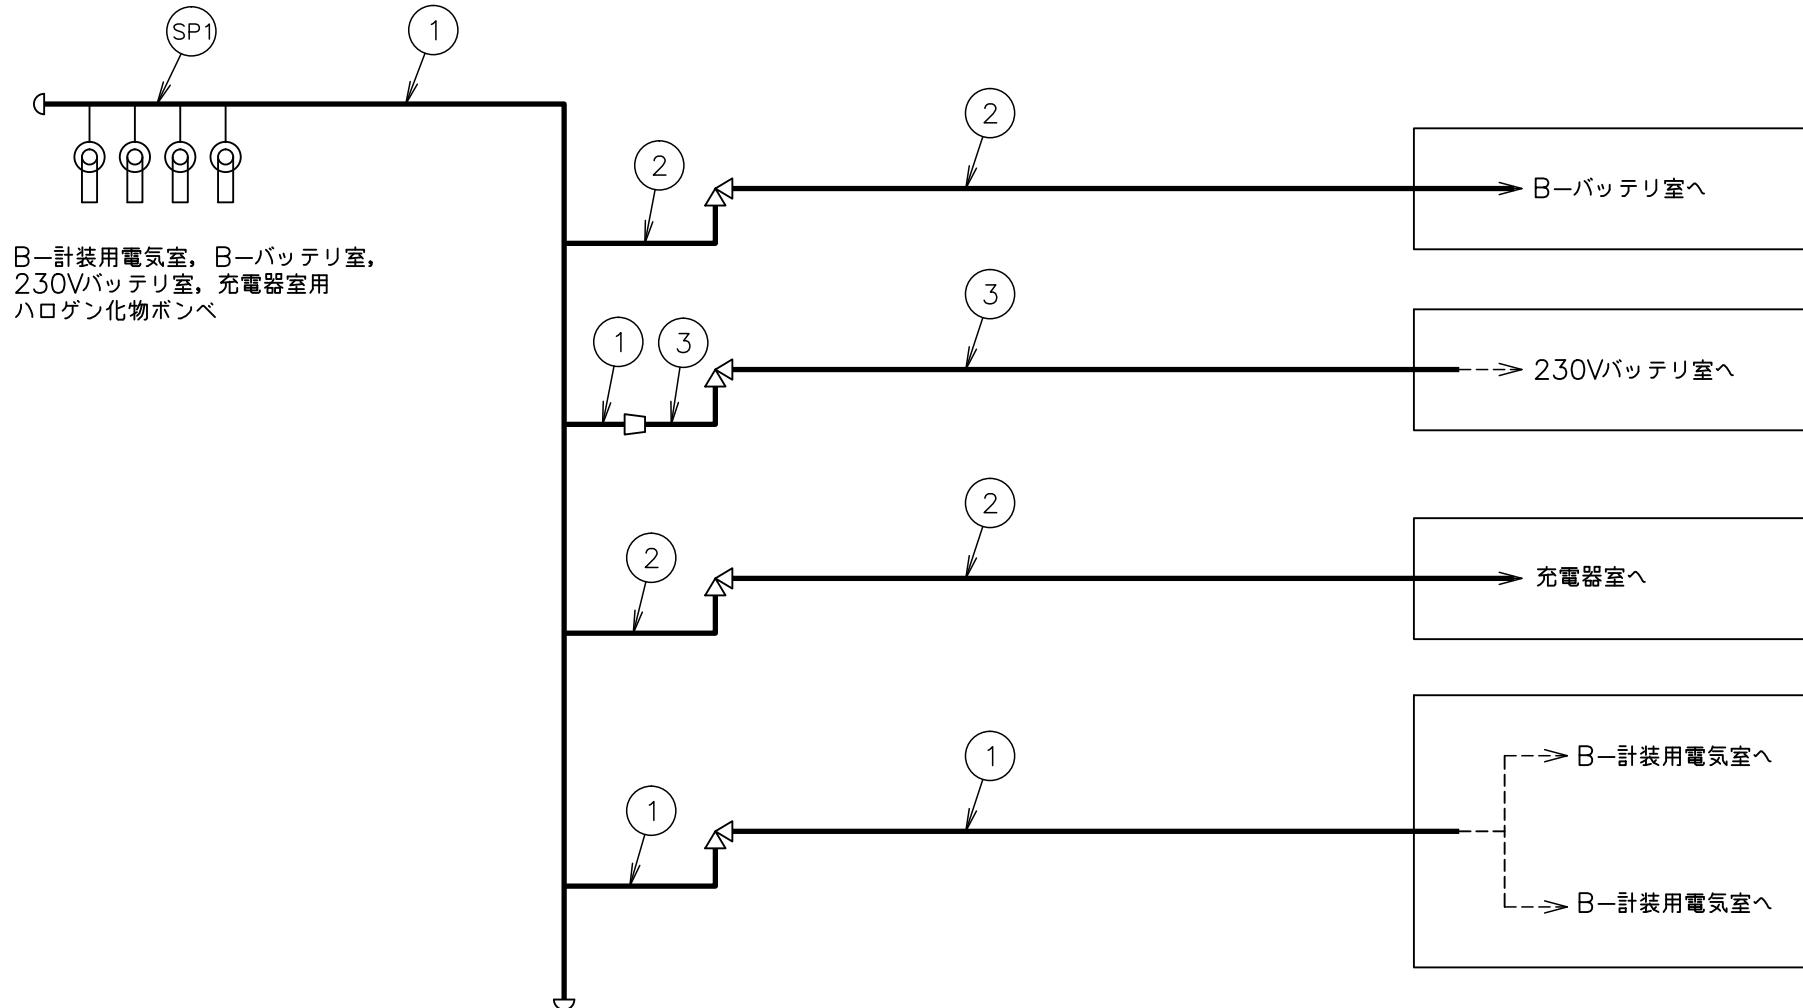 SP1
1
2
2
B-バッテリ室へ
B-計装用電気室，B-バッテリ室，
230Vバッテリ室，充電器室用
ハロゲン化物ボンベ
3
1
3
230Vバッテリ室へ
2
2
充電器室へ
1
B-計装用電気室へ
1
B-計装用電気室へ